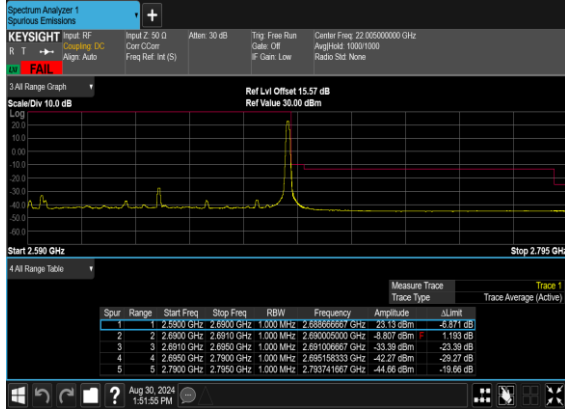 Spectrum Analyzer 1
Spurious Emissions
+
KEYSIGHT Input: RF Input Z: 50 Ω Atten: 30 dB Trig: Free Run Center Freq: 22.005000000 GHz
R T Coupling: DC Corr CCorr Gate: Off Avg|Hold: 1000/1000
Align: Auto Freq Ref: Int (S) IF Gain: Low Radio Std: None
FAIL
3 All Range Graph
Ref Lvl Offset 15.57 dB
Scale/Div 10.0 dB Ref Value 30.00 dBm
Log
20.0
10.0
0.00
-10.0
-20.0
-30.0
-40.0
-50.0
-60.0
Start 2.590 GHz Stop 2.795 GHz
4 All Range Table
Measure Trace Trace 1
Trace Type Trace Average (Active)
Spur Range Start Freq Stop Freq RBW Frequency Amplitude ΔLimit
1 1 2.5900 GHz 2.6900 GHz 1.000 MHz 2.688666667 GHz 23.13 dBm -6.871 dB
2 2 2.6900 GHz 2.6910 GHz 1.000 MHz 2.690005000 GHz -8.807 dBm F 1.193 dB
3 3 2.6910 GHz 2.6950 GHz 1.000 MHz 2.691006667 GHz -33.39 dBm -23.39 dB
4 4 2.6950 GHz 2.7900 GHz 1.000 MHz 2.695158333 GHz -42.27 dBm -29.27 dB
5 5 2.7900 GHz 2.7950 GHz 1.000 MHz 2.793741667 GHz -44.66 dBm -19.66 dB
? Aug 30, 2024
1:51:55 PM